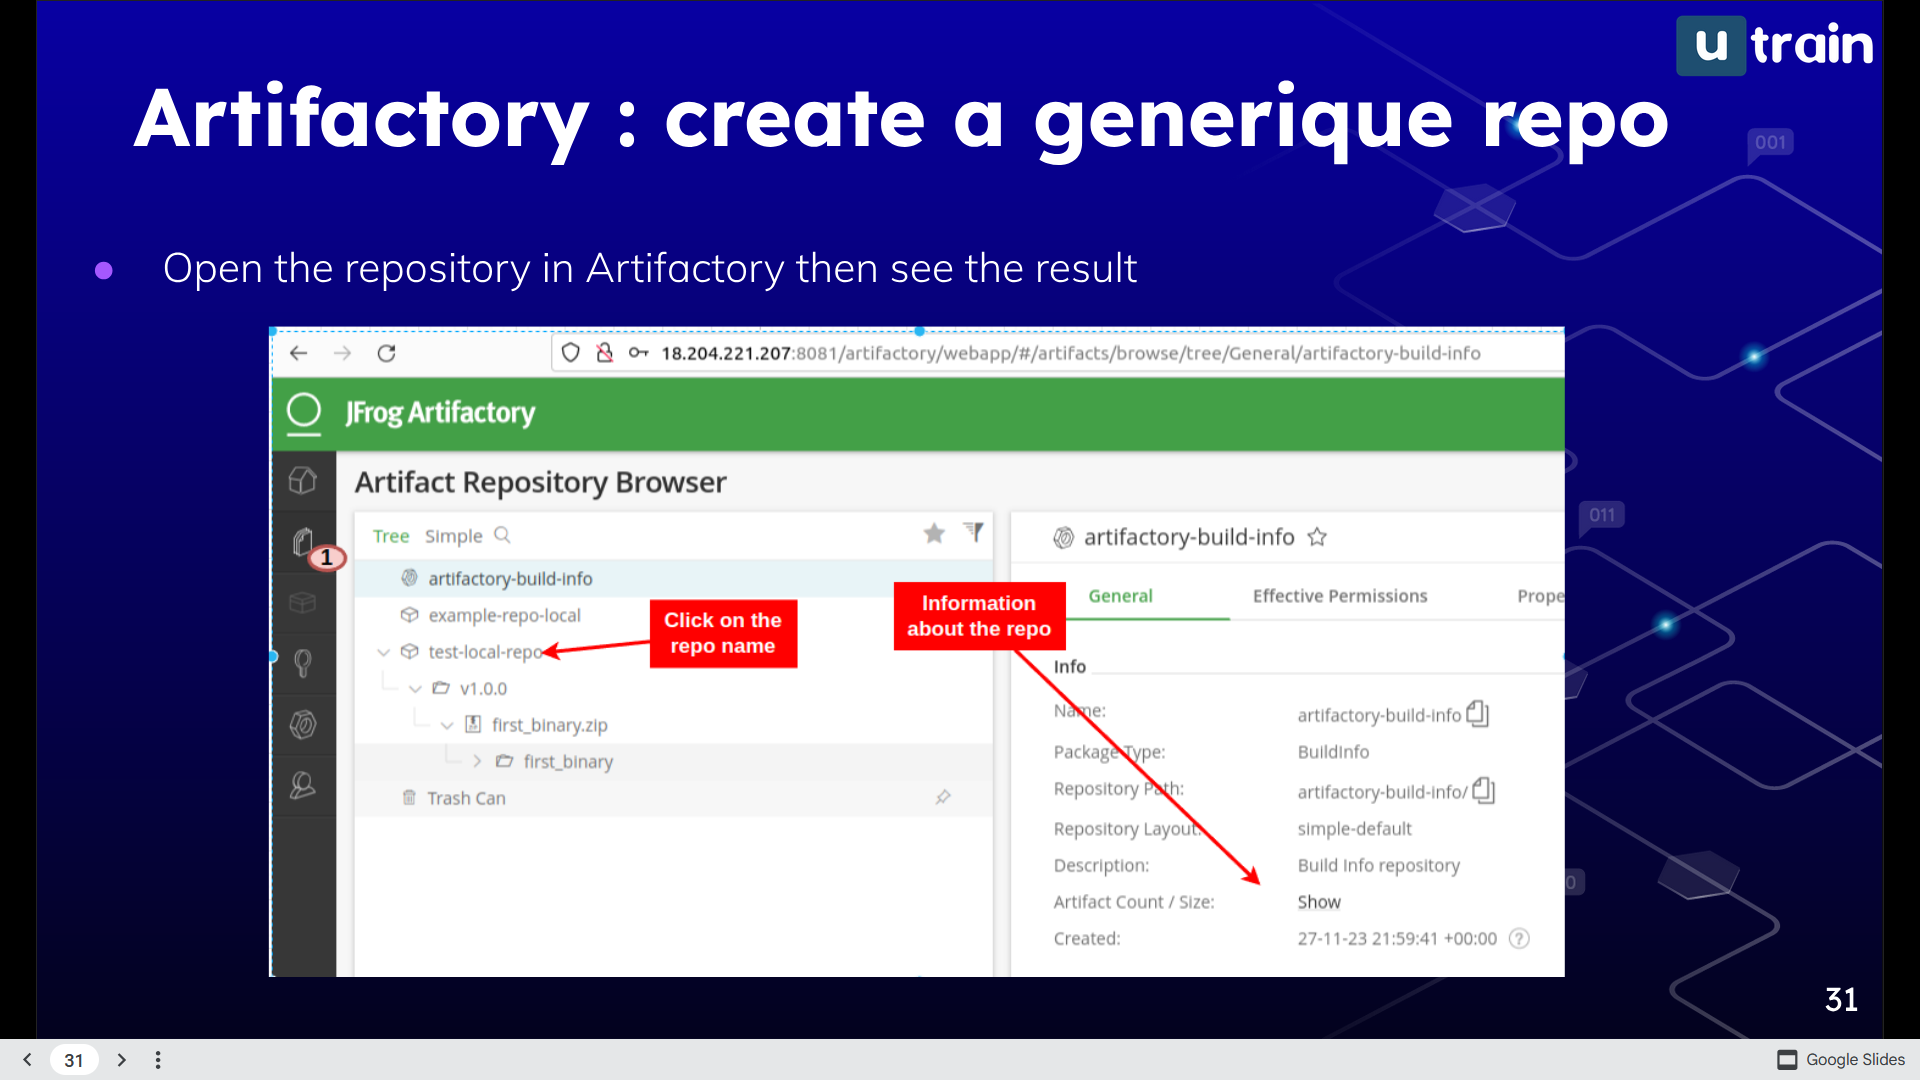 u train
Artifactory : create a generique repo
001
Open the repository in Artifactory then see the result
18.204.221.207:8081/artifactory/webapp/#/artifacts/browse/tree/General/artifactory-build-info
JFrog Artifactory
Artifact Repository Browser
011
Tree Simple
artifactory-build-info
1
artifactory-build-info
example-repo-local
test-local-repo
v1.0.0
first_binary.zip
first_binary
Trash Can
Click on the
repo name
Information
about the repo
General Effective Permissions Prope
Info
Name: artifactory-build-info
Package Type: BuildInfo
Repository Path: artifactory-build-info/
Repository Layout: simple-default
Description: Build Info repository
Artifact Count / Size: Show
Created: 27-11-23 21:59:41 +00:00 ?
0
31
31
Google Slides